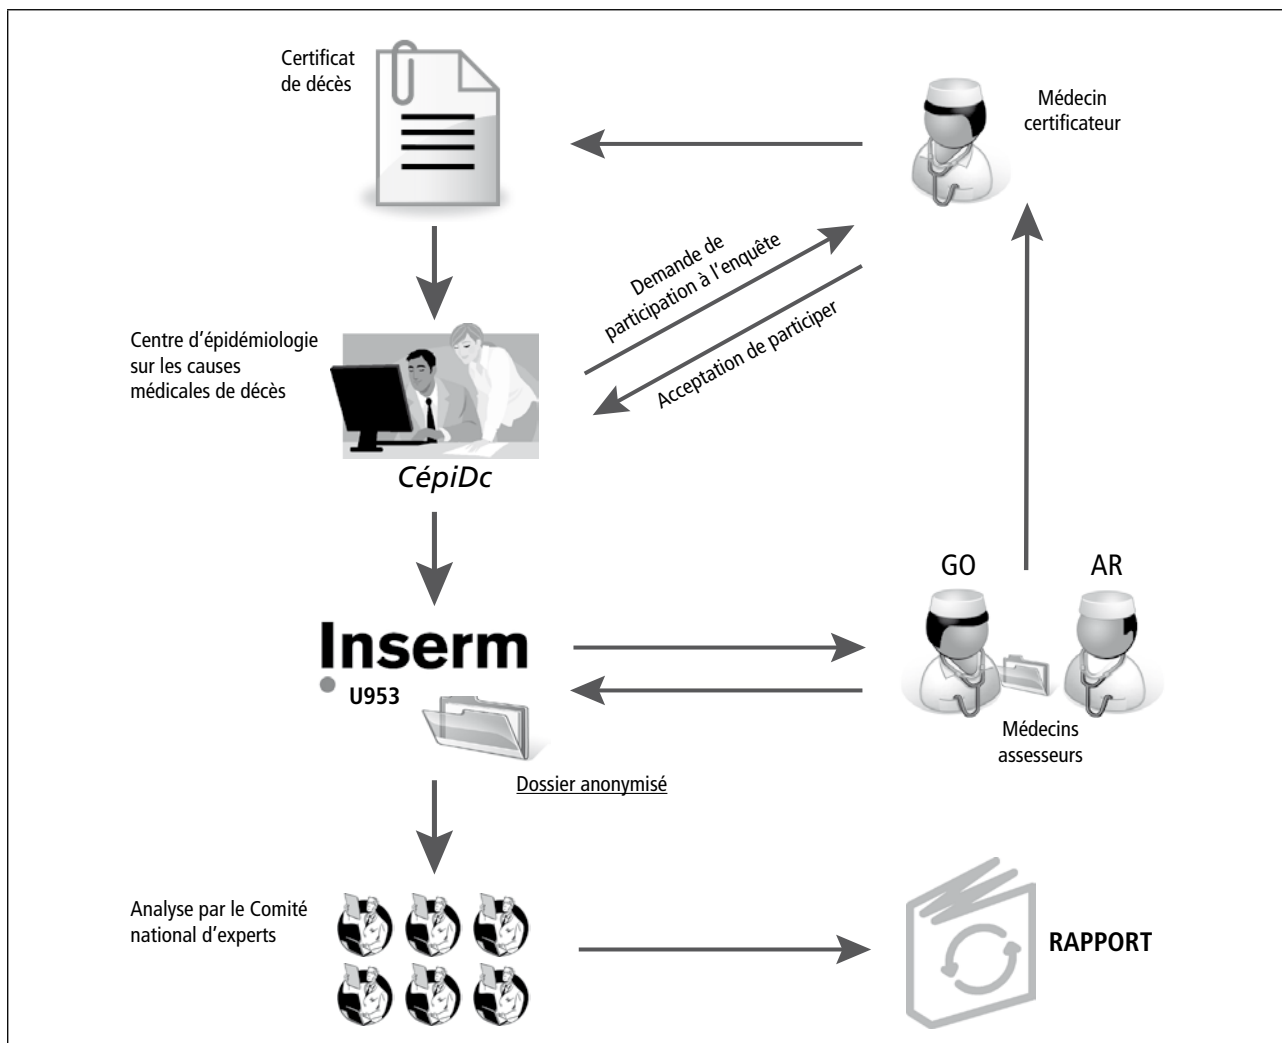 Certificat
de décès
Médecin
certificateur
Demande de
participation à l'enquête
Acceptation de participer
Centre d'épidémiologie
sur les causes
médicales de décès
CépiDc
GO
AR
Inserm
U953
Médecins
assesseurs
Dossier anonymisé
Analyse par le Comité
national d'experts
RAPPORT